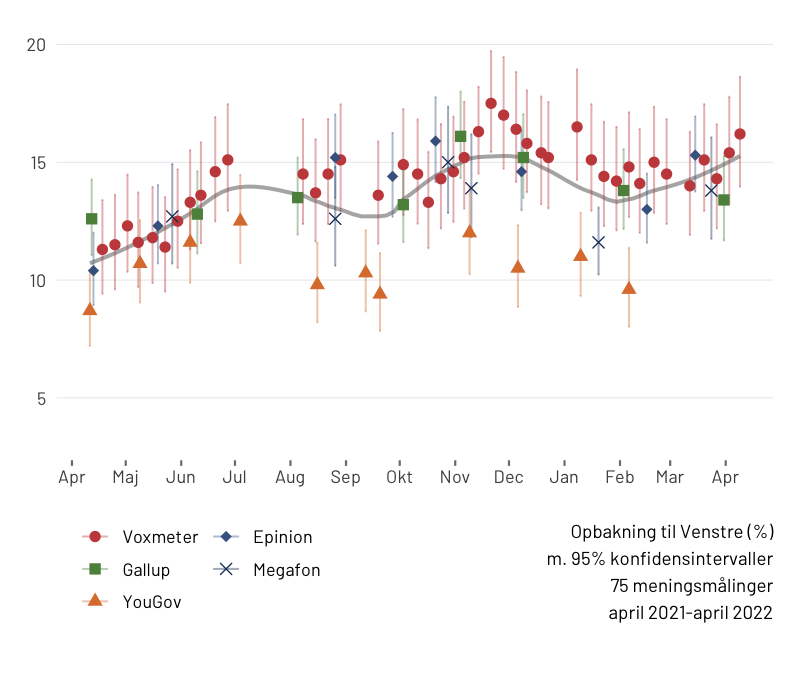 20
15
10
5
Apr Maj Jun Jul Aug Sep Okt Nov Dec Jan Feb Mar Apr
Voxmeter Epinion
Gallup Megafon
YouGov
Opbakning til Venstre (%)
m. 95% konfidensintervaller
75 meningsmålinger
april 2021-april 2022